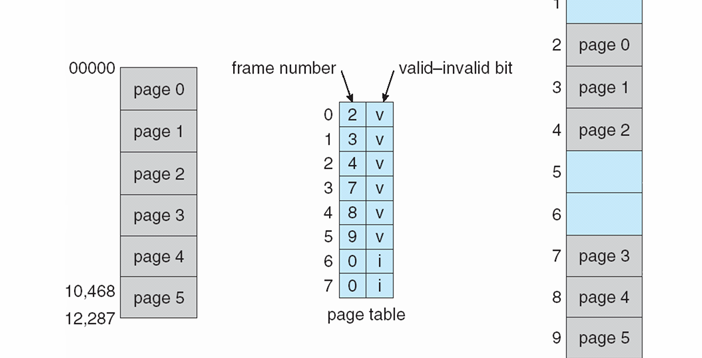 00000
page 0
page 1
page 2
page 3
page 4
page 5
10,468
12,287
frame number
valid–invalid bit
0 2 v
1 3 v
2 4 v
3 7 v
4 8 v
5 9 v
6 0 i
7 0 i
page table
1
2 page 0
3 page 1
4 page 2
5
6
7 page 3
8 page 4
9 page 5